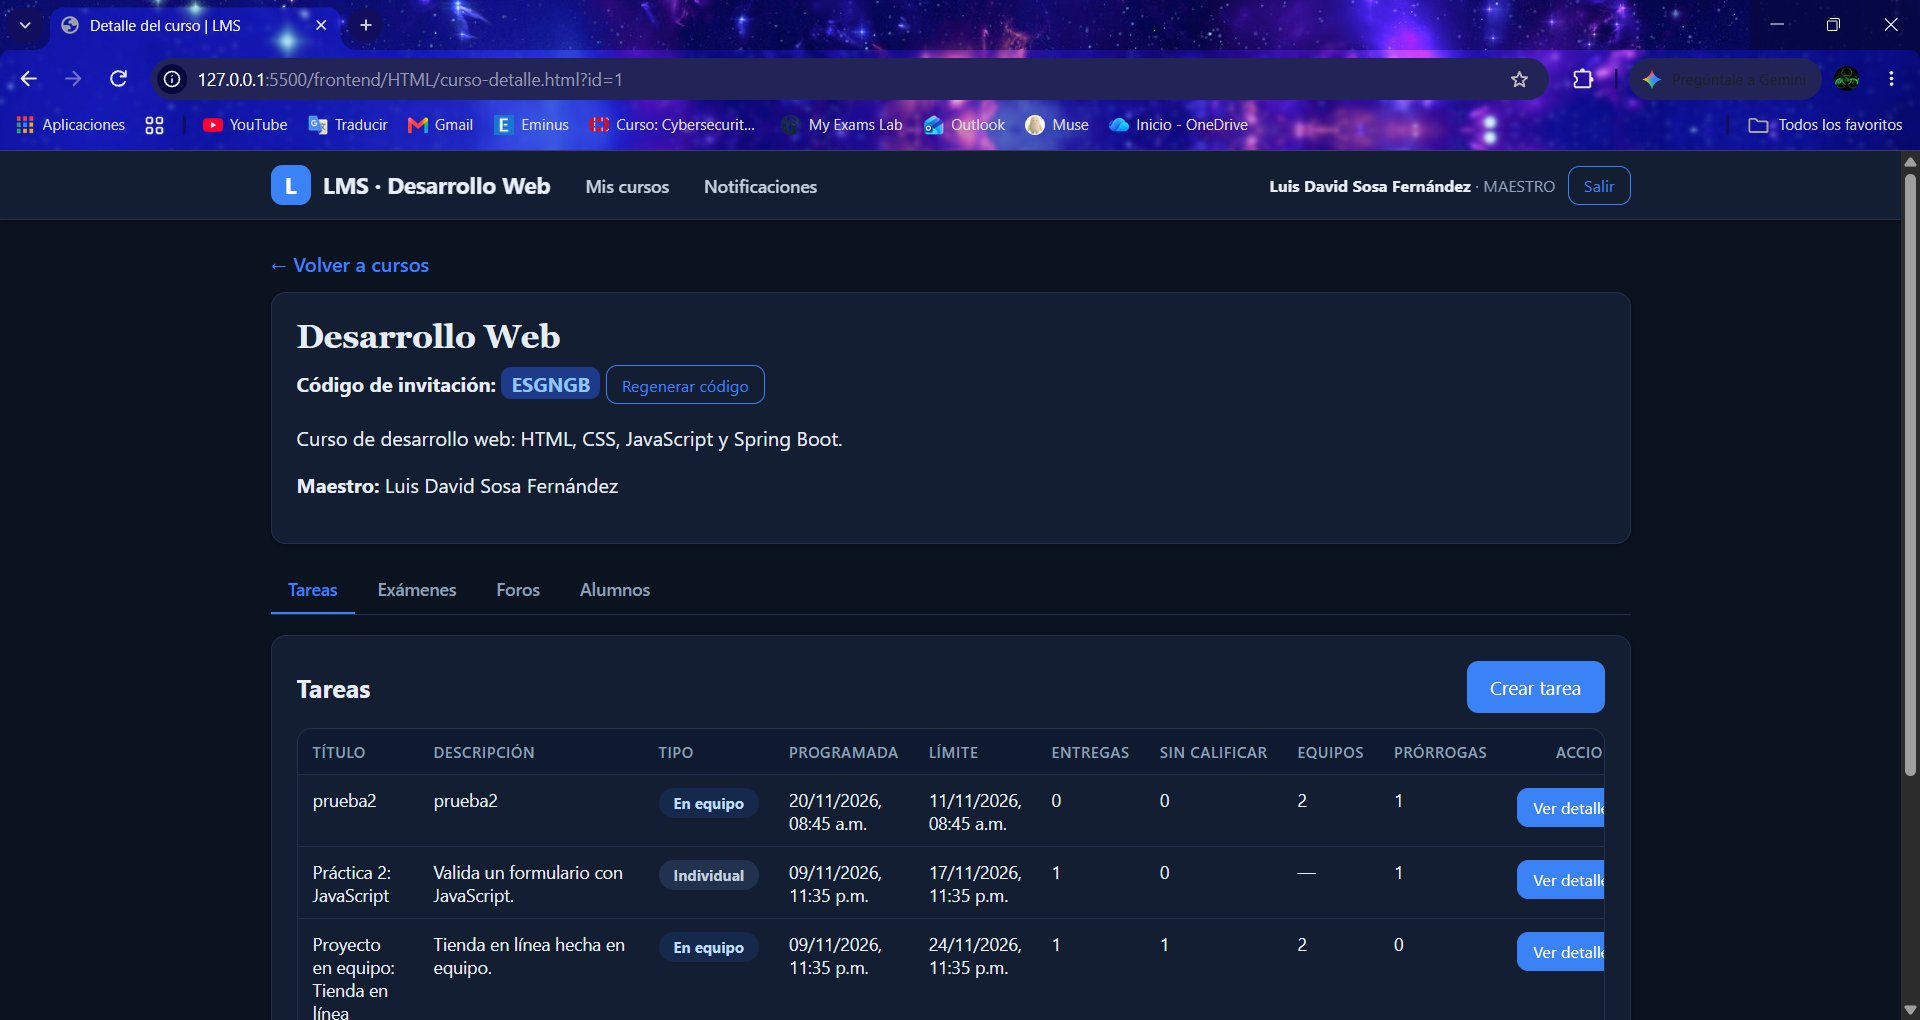 Detalle del curso | LMS
127.0.0.1:5500/frontend/HTML/curso-detalle.html?id=1
Pregúntale a Gemini
Aplicaciones
YouTube
Traducir
Gmail
Eminus
Curso: Cybersecurit...
My Exams Lab
Outlook
Muse
Inicio - OneDrive
Todos los favoritos
L LMS · Desarrollo Web Mis cursos Notificaciones Luis David Sosa Fernández · MAESTRO Salir
← Volver a cursos
Desarrollo Web
Código de invitación: ESGNGB Regenerar código
Curso de desarrollo web: HTML, CSS, JavaScript y Spring Boot.
Maestro: Luis David Sosa Fernández
Tareas Exámenes Foros Alumnos
Tareas Crear tarea
TÍTULO DESCRIPCIÓN TIPO PROGRAMADA LÍMITE ENTREGAS SIN CALIFICAR EQUIPOS PRÓRROGAS ACCIO
prueba2 prueba2 En equipo 20/11/2026, 11/11/2026, 0 0 2 1 Ver detalle
08:45 a.m. 08:45 a.m.
Práctica 2: Valida un formulario con Individual 09/11/2026, 17/11/2026, 1 0 — 1 Ver detalle
JavaScript JavaScript. 11:35 p.m. 11:35 p.m.
Proyecto Tienda en línea hecha en En equipo 09/11/2026, 24/11/2026, 1 1 2 0 Ver detalle
en equipo: equipo. 11:35 p.m. 11:35 p.m.
Tienda en
línea